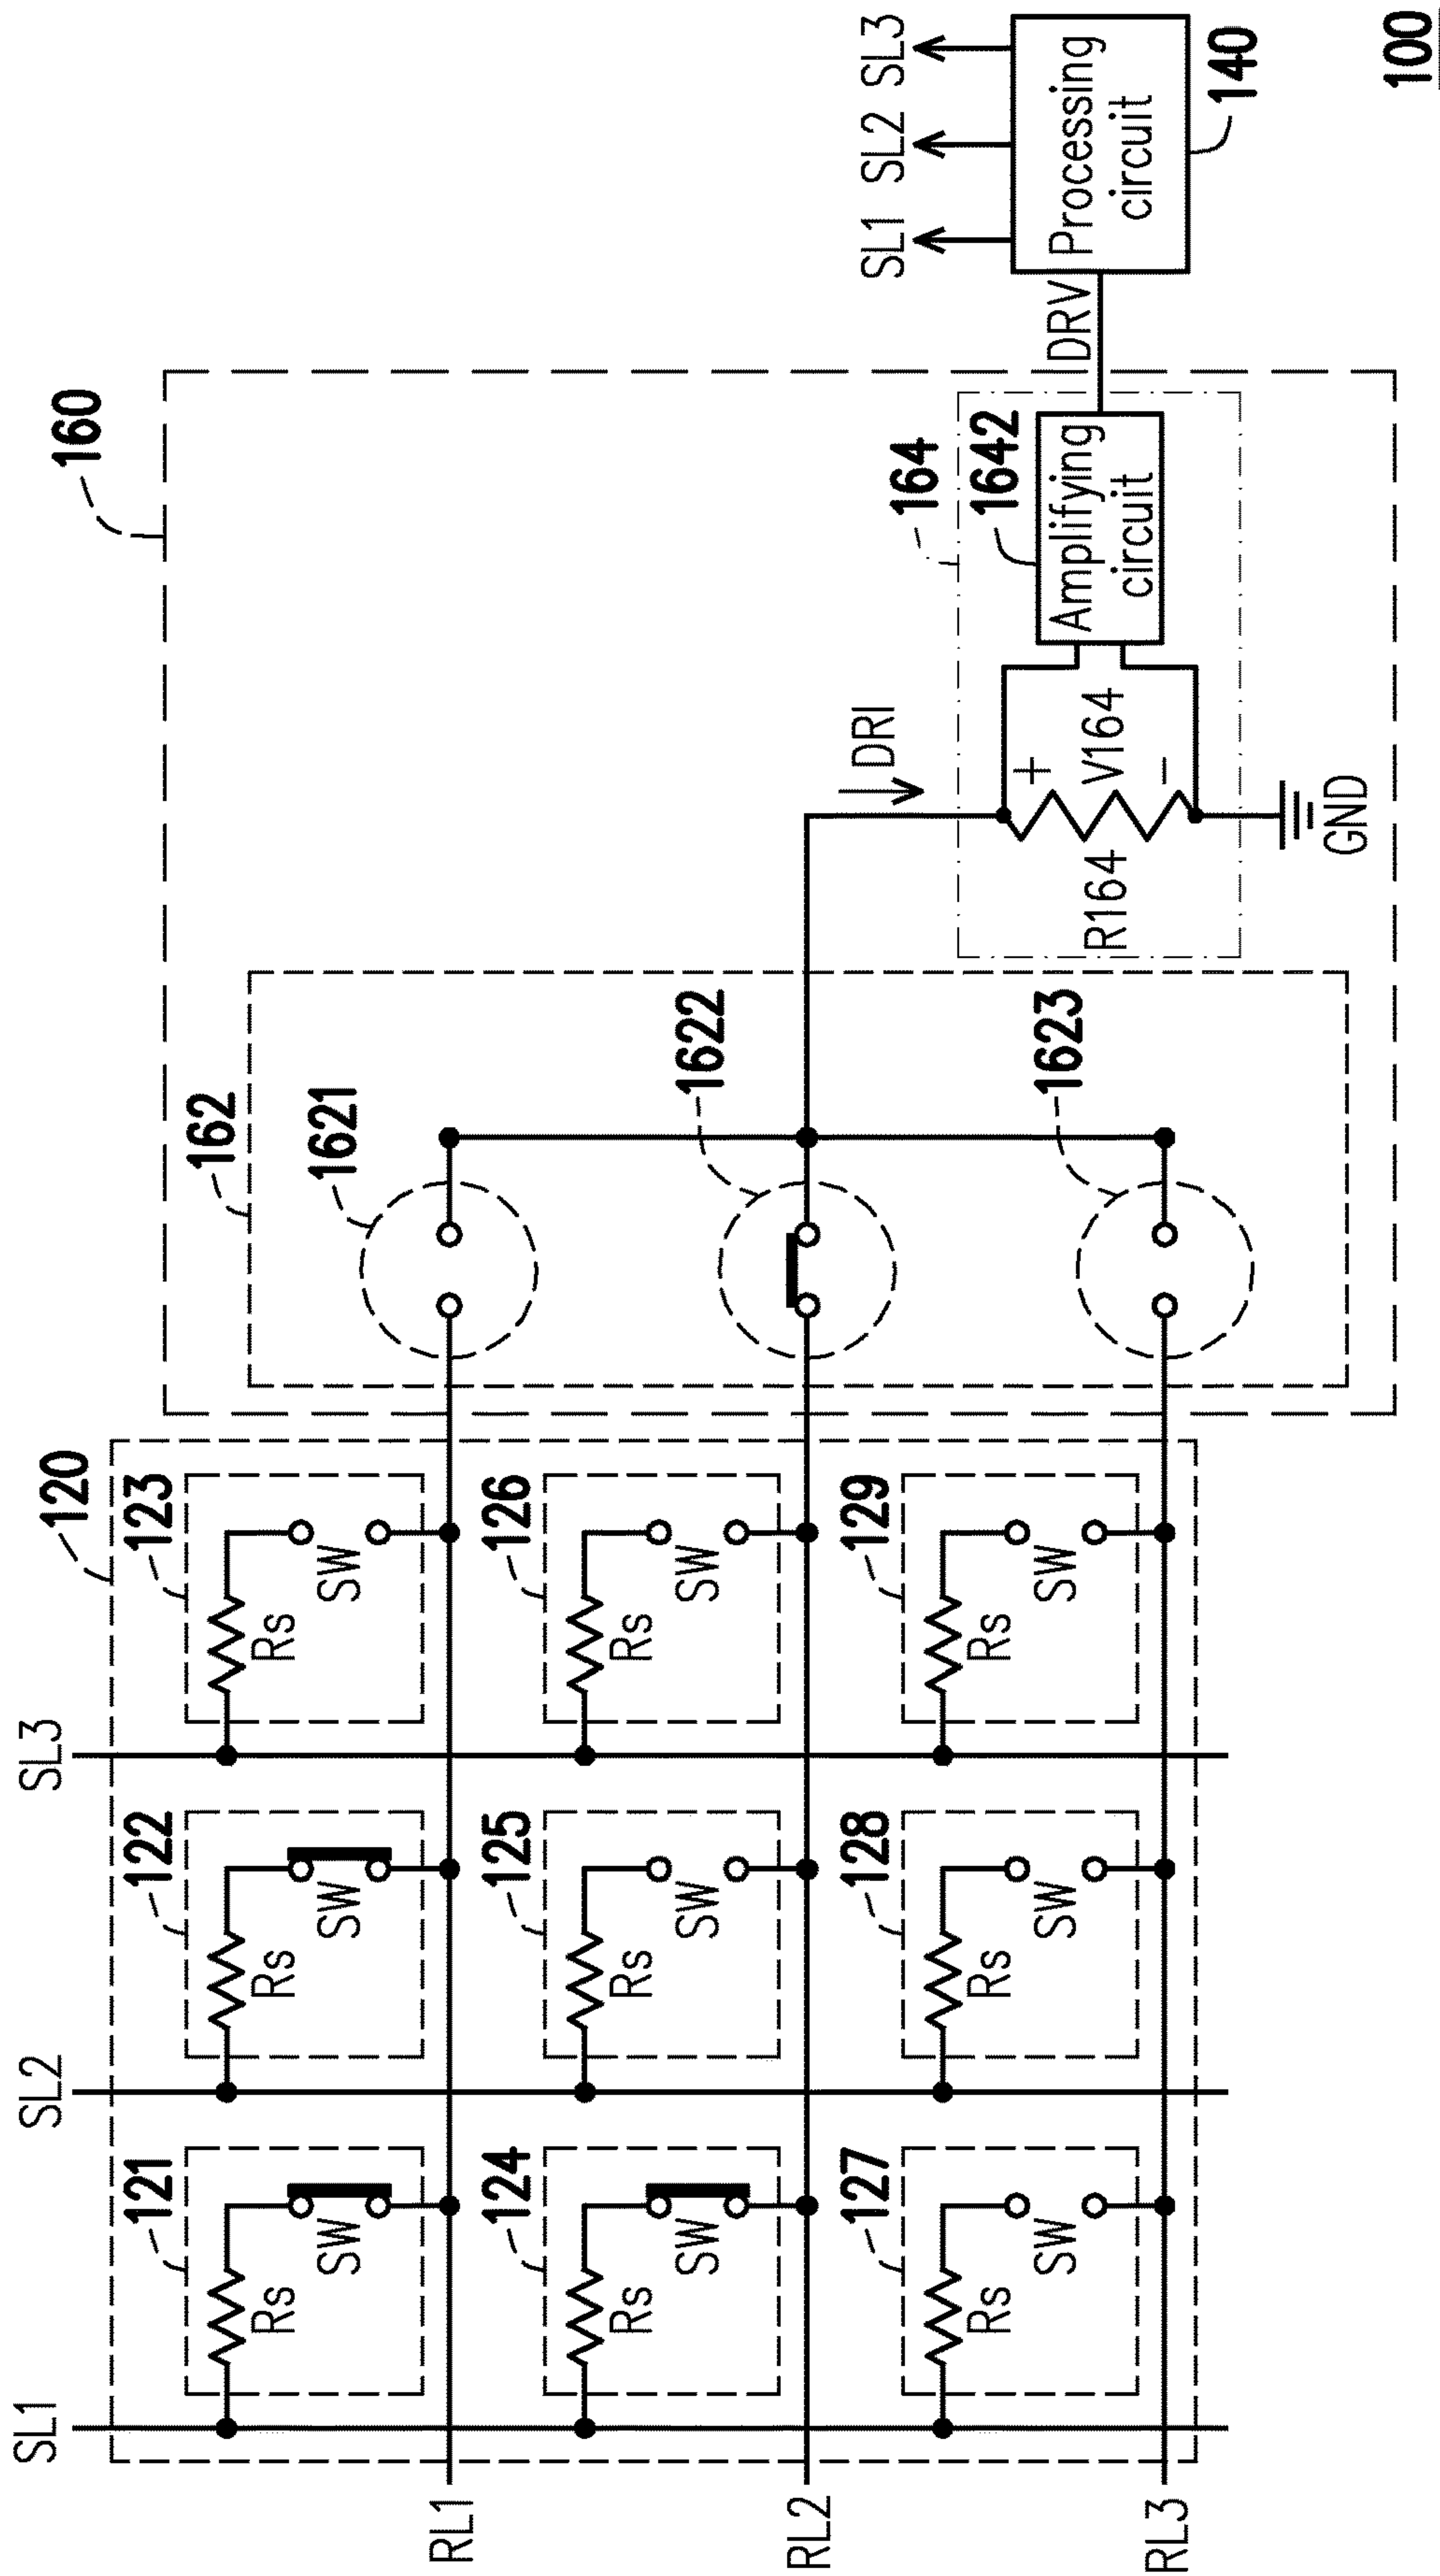 SL1
SL2
SL3
120
160
121
Rs
SW
122
Rs
SW
123
Rs
SW
RL1
124
Rs
SW
125
Rs
SW
126
Rs
SW
RL2
127
Rs
SW
128
Rs
SW
129
Rs
SW
RL3
162
1621
1622
1623
DRI
164
1642
R164
+
V164
−
Amplifying
circuit
GND
DRV
SL1
SL2
SL3
Processing
circuit
140
100